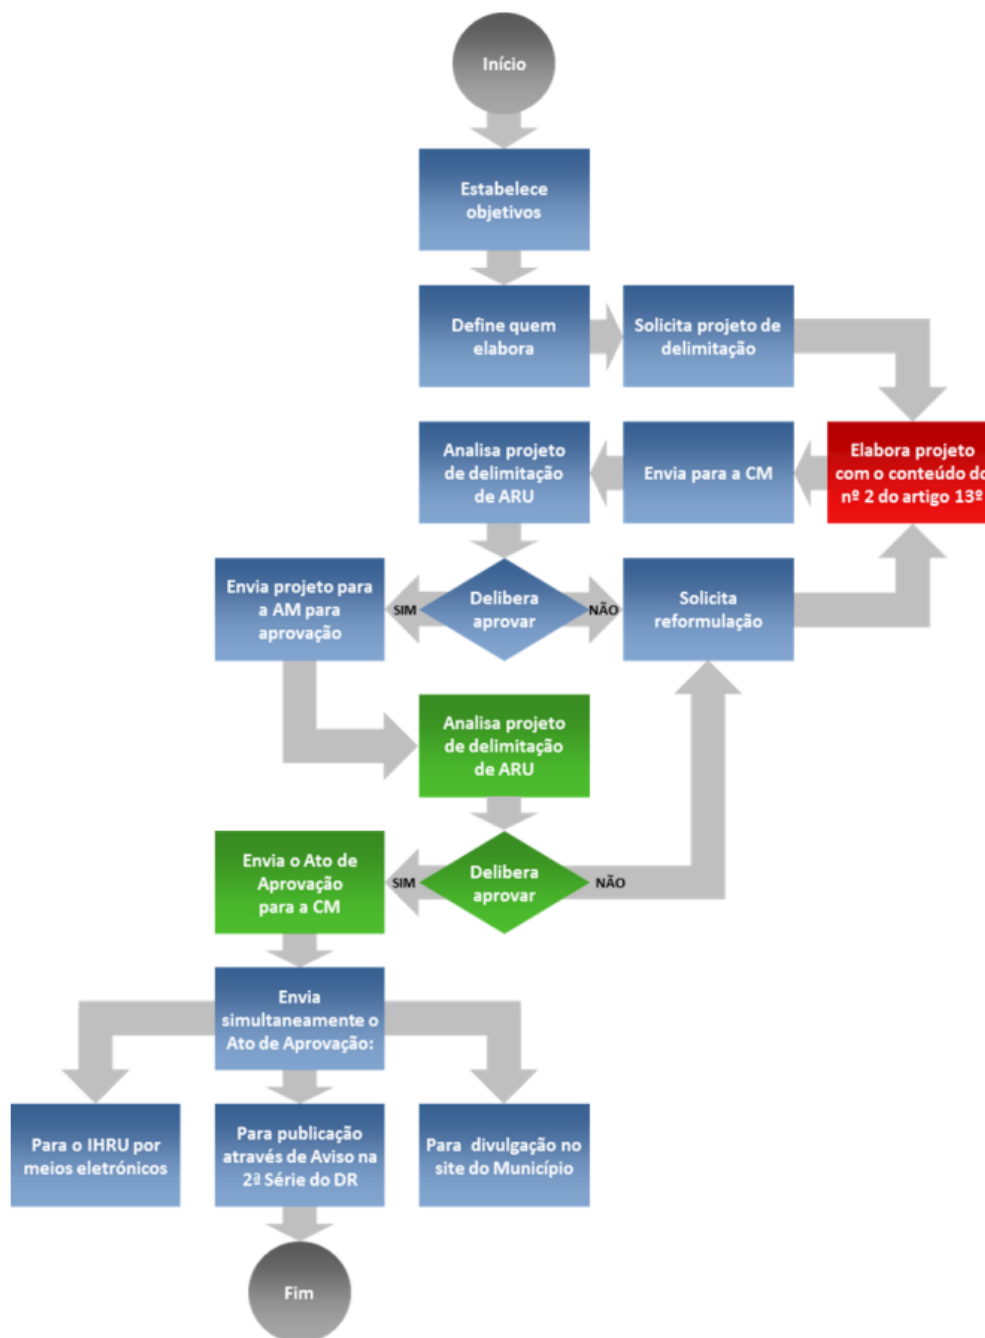 Início
Estabelece
objetivos
Define quem
elabora
Solicita projeto de
delimitação
Analisa projeto
de delimitação
de ARU
Envia para a CM
Elabora projeto
com o conteúdo do
nº 2 do artigo 13º
Envia projeto para
a AM para
aprovação
SIM
Delibera
aprovar
NÃO
Solicita
reformulação
Analisa projeto
de delimitação
de ARU
Envia o Ato de
Aprovação
para a CM
SIM
Delibera
aprovar
NÃO
Envia
simultaneamente o
Ato de Aprovação:
Para o IHRU por
meios eletrónicos
Para publicação
através de Aviso na
2ª Série do DR
Para divulgação no
site do Município
Fim